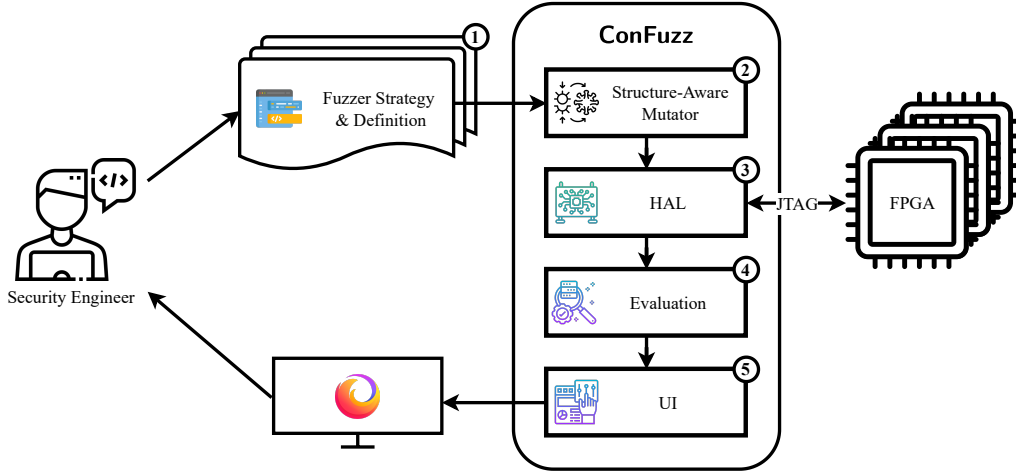 1
Fuzzer Strategy
& Definition
</>
Security Engineer
ConFuzz
2
Structure-Aware
Mutator
3
HAL
JTAG
FPGA
4
Evaluation
5
UI